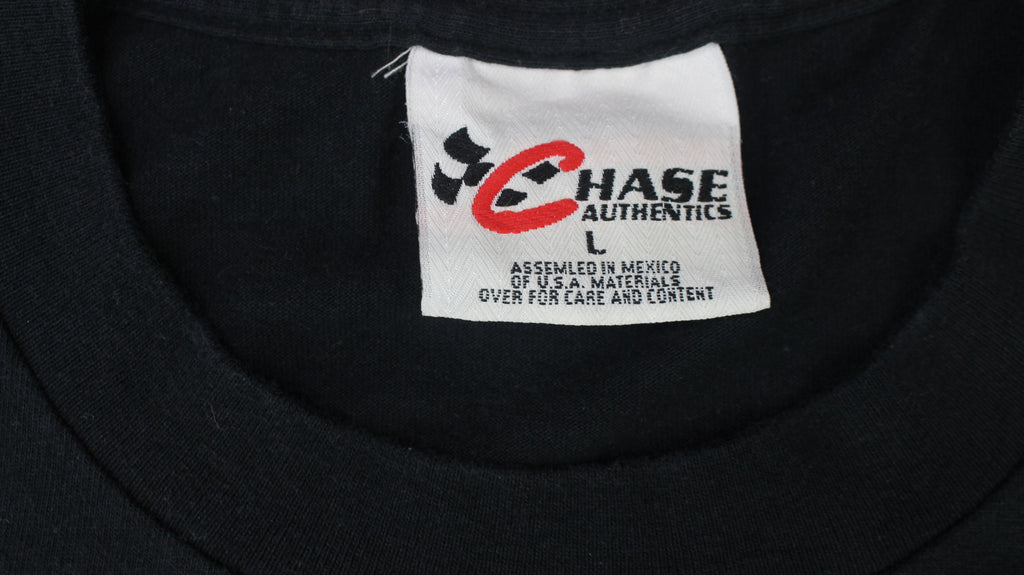 CHASE
AUTHENTICS
L
ASSEMLED IN MEXICO
OF U.S.A. MATERIALS
OVER FOR CARE AND CONTENT